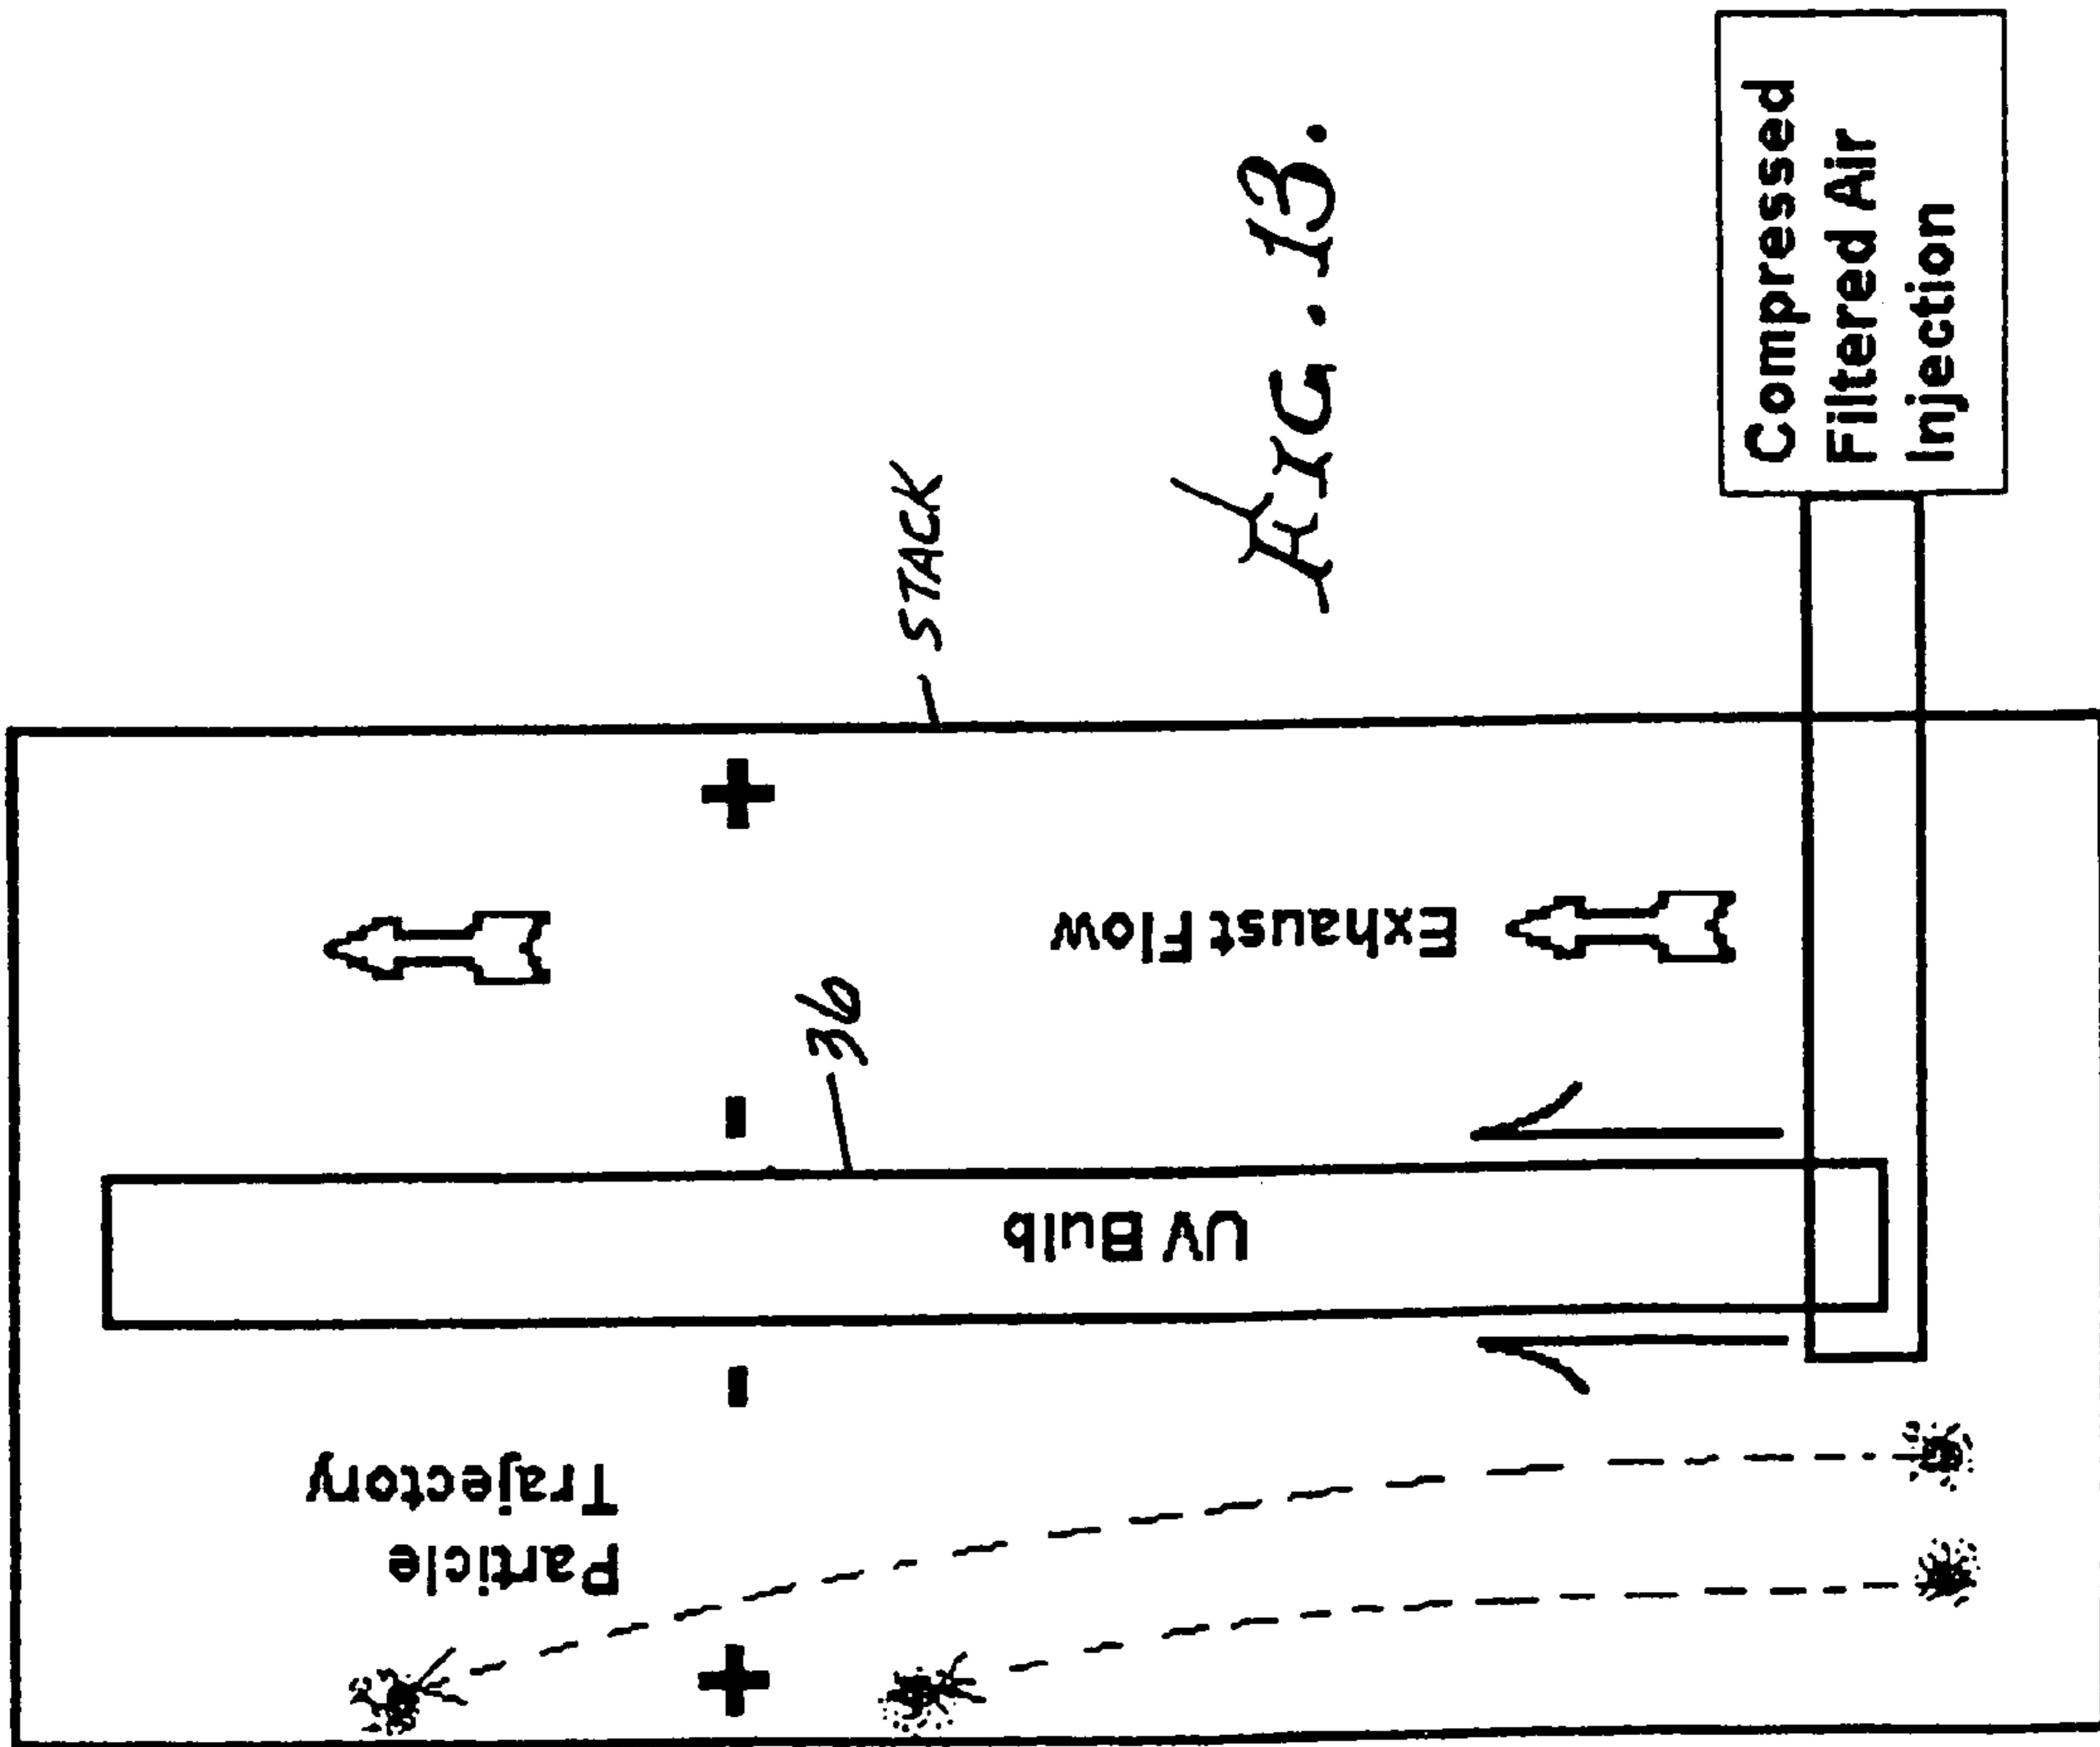 Particle
Trajectory
UV Bulb
36
Exhaust Flow
STACK
FIG. 13.
Compressed
Filtered Air
Injection
+
-
-
+